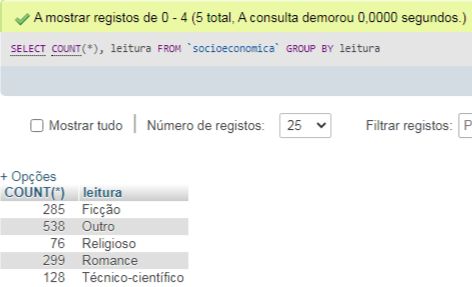 A mostrar registos de 0 - 4 (5 total, A consulta demorou 0,0000 segundos.)
SELECT COUNT(*), leitura FROM `socioeconomica` GROUP BY leitura
Mostrar tudo Número de registos: 25 Filtrar registos: P
+ Opções
COUNT(*) leitura
285 Ficção
538 Outro
76 Religioso
299 Romance
128 Técnico-científico